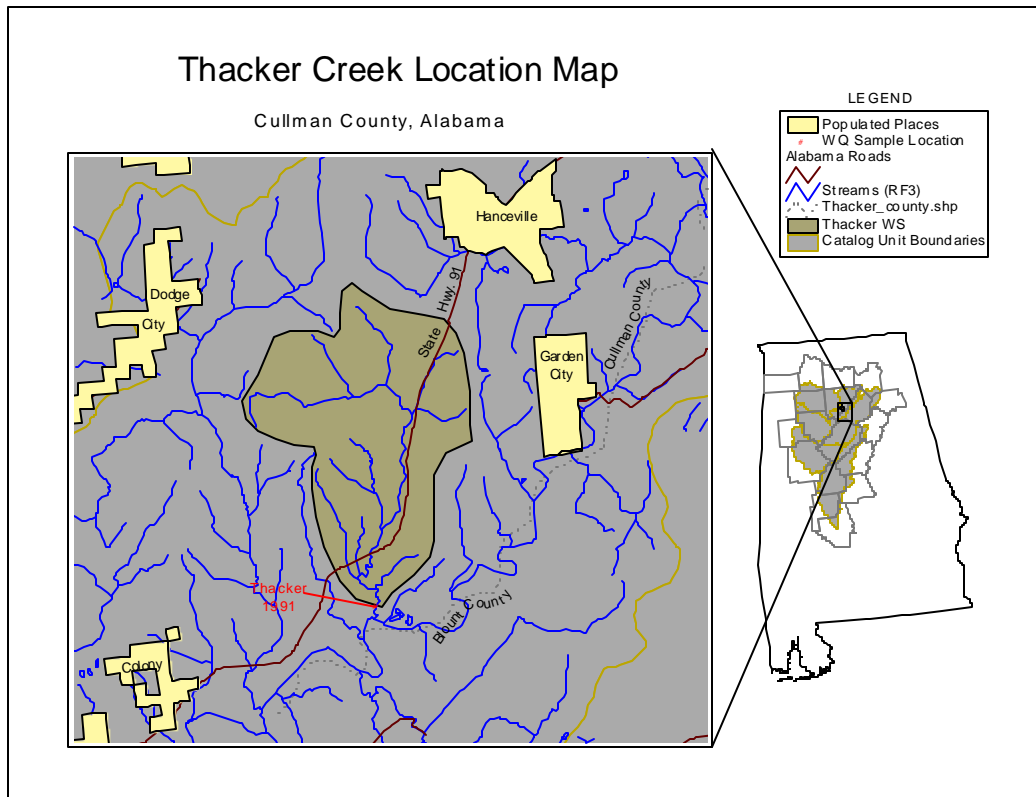 Thacker Creek Location Map
Cullman County, Alabama
LEGEND
Populated Places
WQ Sample Location
Alabama Roads
Streams (RF3)
Thacker_county.shp
Thacker WS
Catalog Unit Boundaries
Hanceville
State Hwy. 91
Dodge
City
Garden
City
Cullman County
Thacker
1991
Blount County
Colony